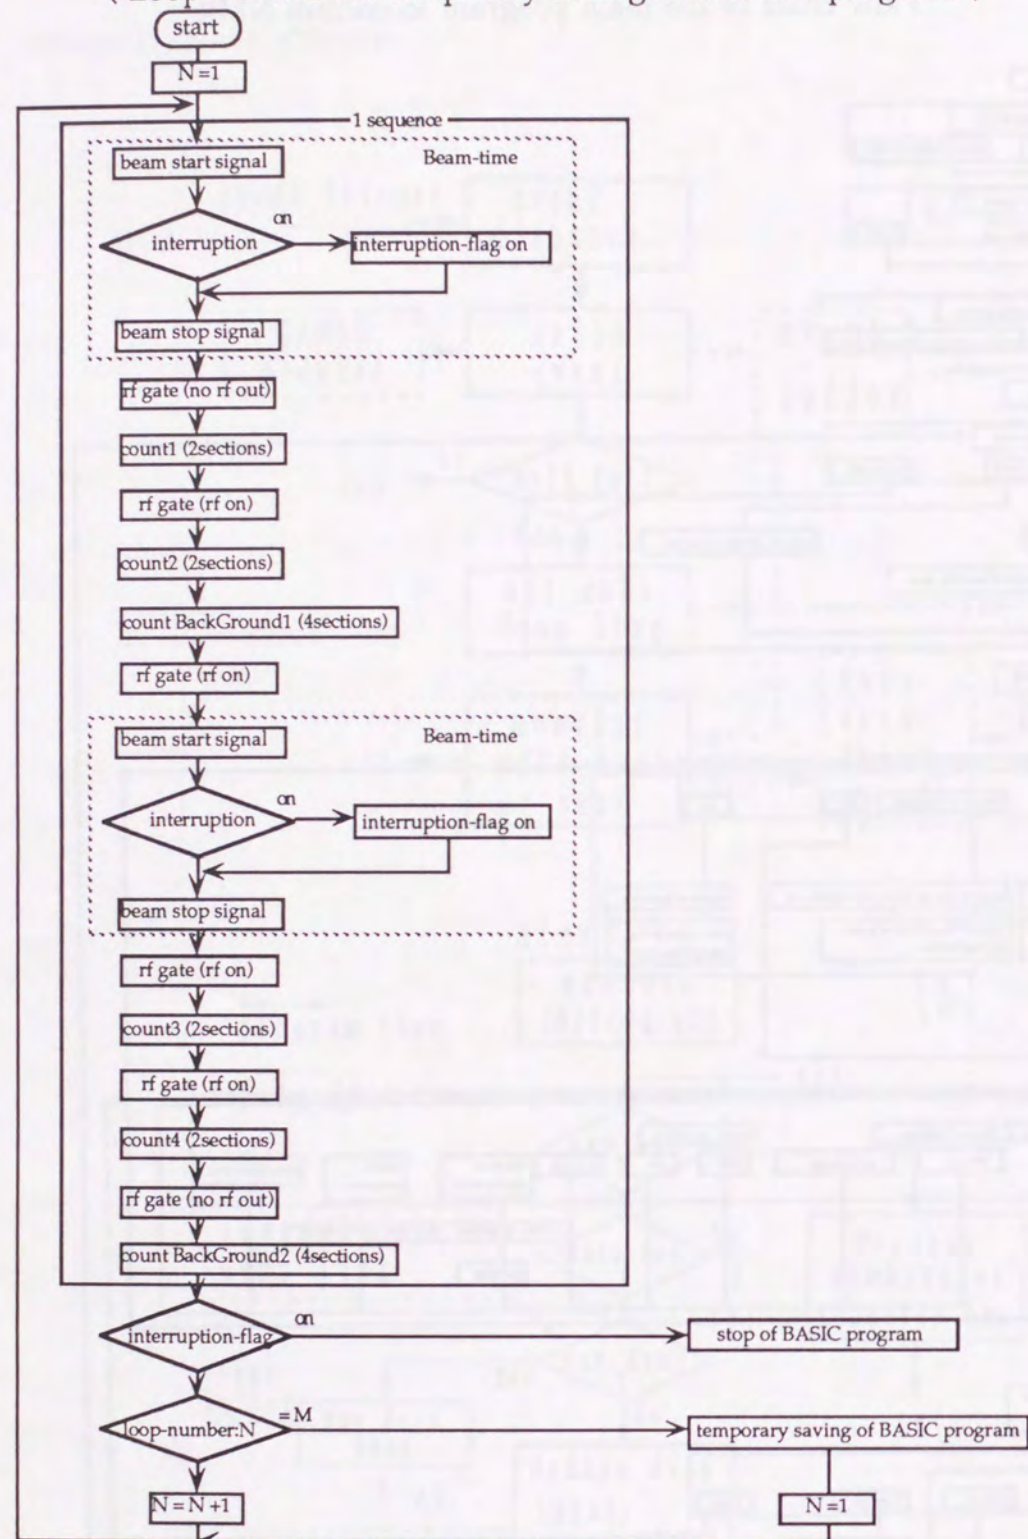 start
N=1
1 sequence
beam start signal
Beam-time
on
interruption
interruption-flag on
beam stop signal
rf gate (no rf out)
count1 (2sections)
rf gate (rf on)
count2 (2sections)
count BackGround1 (4sections)
rf gate (rf on)
beam start signal
Beam-time
on
interruption
interruption-flag on
beam stop signal
rf gate (rf on)
count3 (2sections)
rf gate (rf on)
count4 (2sections)
rf gate (no rf out)
count BackGround2 (4sections)
on
interruption-flag
stop of BASIC program
=M
loop-number:N
temporary saving of BASIC program
N=N+1
N=1